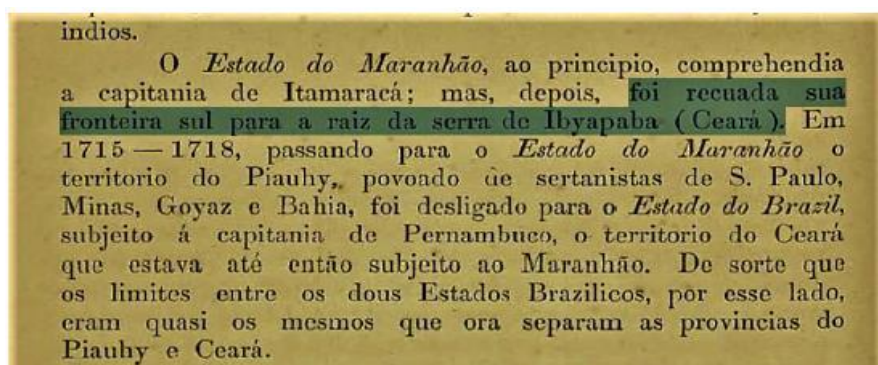 indios.
O Estado do Maranhão, ao principio, comprehendia
a capitania de Itamaracá; mas, depois, foi recuada sua
fronteira sul para a raiz da serra de Ibyapaba (Ceará). Em
1715 — 1718, passando para o Estado do Maranhão o
territorio do Piauhy, povoado de sertanistas de S. Paulo,
Minas, Goyaz e Bahia, foi desligado para o Estado do Brazil,
subjeito á capitania de Pernambuco, o territorio do Ceará
que estava até então subjeito ao Maranhão. De sorte que
os limites entre os dous Estados Brazilicos, por esse lado,
eram quasi os mesmos que ora separam as provincias do
Piauhy e Ceará.